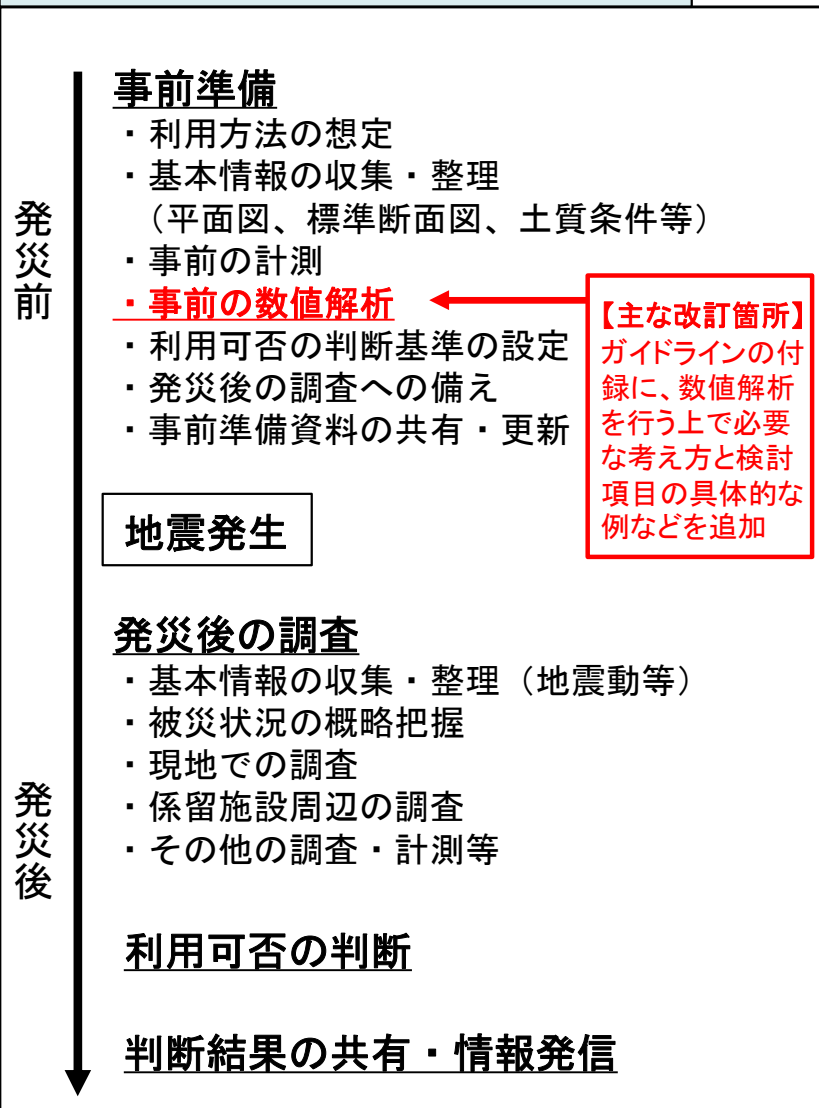 発災前
事前準備
・利用方法の想定
・基本情報の収集・整理
（平面図、標準断面図、土質条件等）
・事前の計測
・事前の数値解析
・利用可否の判断基準の設定
・発災後の調査への備え
・事前準備資料の共有・更新
【主な改訂箇所】
ガイドラインの付
録に、数値解析
を行う上で必要
な考え方と検討
項目の具体的な
例などを追加
地震発生
発災後
発災後の調査
・基本情報の収集・整理（地震動等）
・被災状況の概略把握
・現地での調査
・係留施設周辺の調査
・その他の調査・計測等
利用可否の判断
判断結果の共有・情報発信